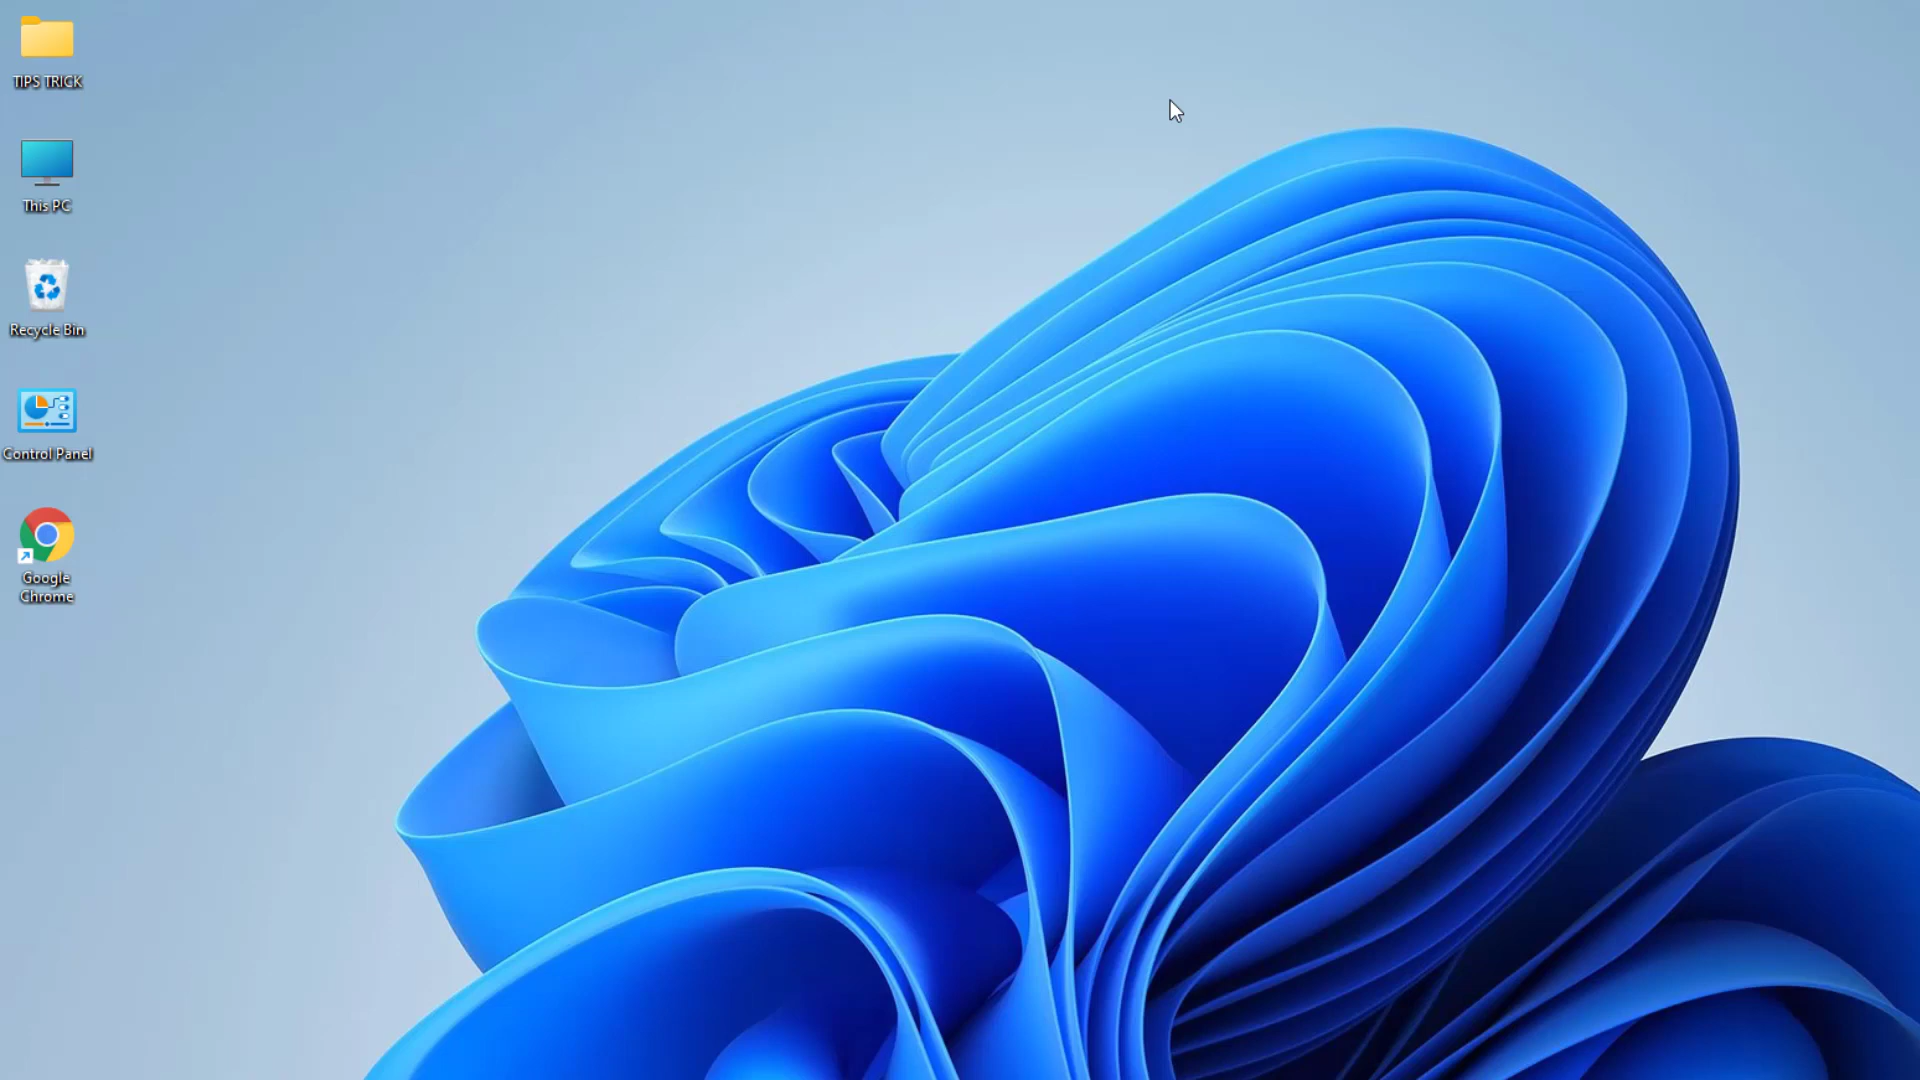 TIPS TRICK
This PC
Recycle Bin
Control Panel
Google
Chrome